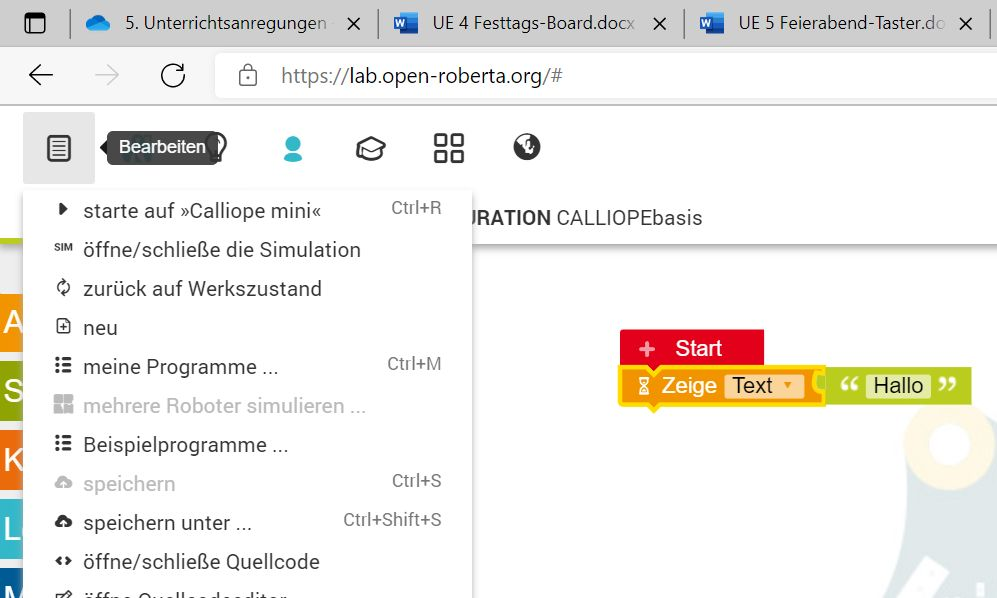 5. Unterrichtsanregungen
UE 4 Festtags-Board.docx
UE 5 Feierabend-Taster.do
https://lab.open-roberta.org/#
Bearbeiten
starte auf »Calliope mini« Ctrl+R
URATION CALLIOPEbasis
SIM öffne/schließe die Simulation
zurück auf Werkszustand
neu
A
Start
meine Programme ... Ctrl+M
S
Zeige Text “ Hallo ”
mehrere Roboter simulieren ...
Beispielprogramme ...
K
speichern Ctrl+S
speichern unter ... Ctrl+Shift+S
L
öffne/schließe Quellcode
M
öffne Quellcodeeditor